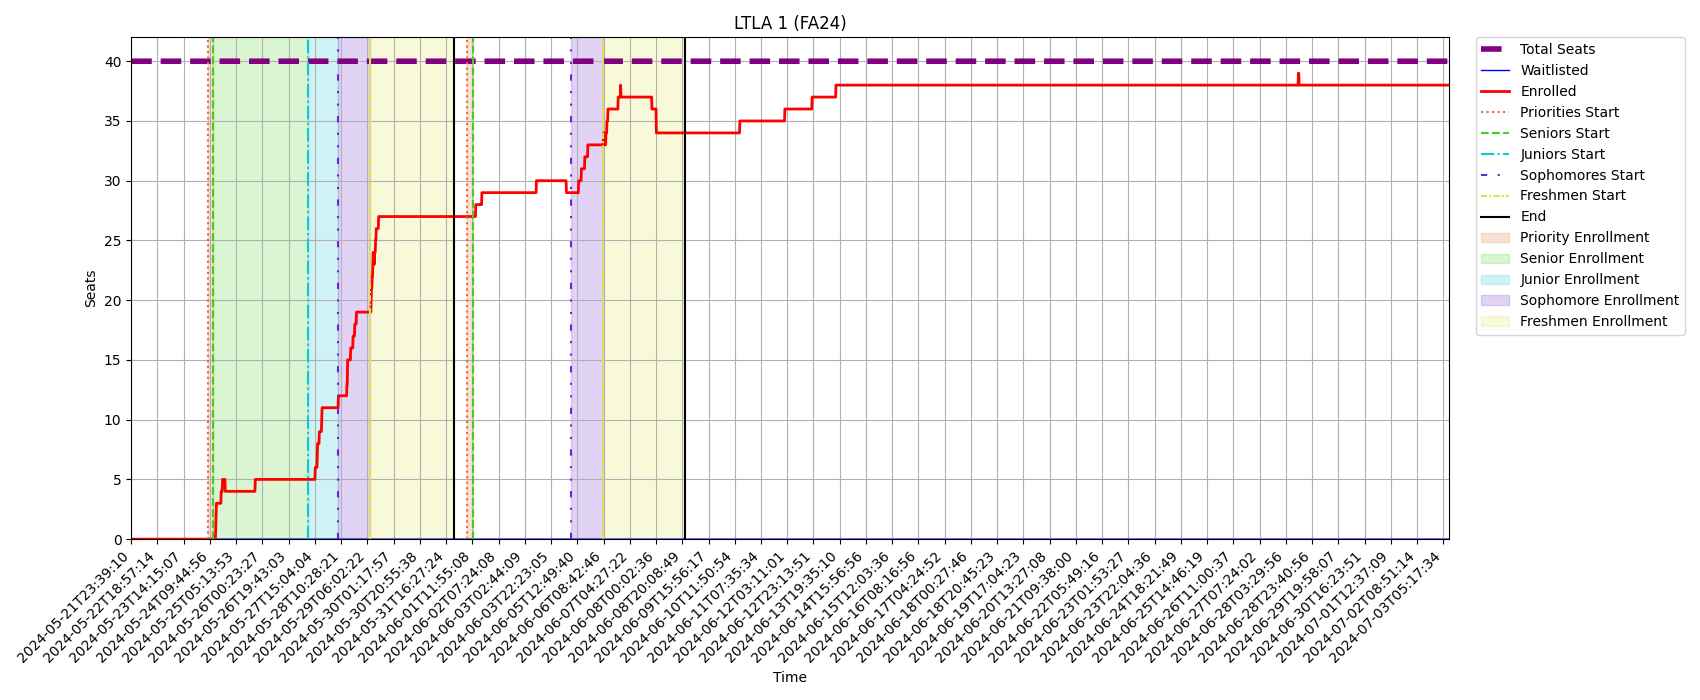 LTLA 1 (FA24)
Seats
40
35
30
25
20
15
10
5
0
2024-05-21T23:39:10
2024-05-22T18:57:14
2024-05-23T14:15:07
2024-05-24T09:44:56
2024-05-25T05:13:53
2024-05-26T00:23:27
2024-05-26T19:43:03
2024-05-27T15:04:04
2024-05-28T10:28:21
2024-05-29T06:02:22
2024-05-30T01:17:57
2024-05-30T20:55:38
2024-05-31T16:27:24
2024-06-01T11:55:08
2024-06-02T07:24:08
2024-06-03T02:44:09
2024-06-03T22:23:05
2024-06-05T12:49:40
2024-06-06T08:42:46
2024-06-07T04:27:22
2024-06-08T00:02:36
2024-06-08T20:08:49
2024-06-09T15:56:17
2024-06-10T11:50:54
2024-06-11T07:35:34
2024-06-12T03:11:01
2024-06-12T23:13:51
2024-06-13T19:35:10
2024-06-14T15:56:56
2024-06-15T12:03:36
2024-06-16T08:16:56
2024-06-17T04:24:52
2024-06-18T00:27:46
2024-06-18T20:45:23
2024-06-19T17:04:23
2024-06-20T13:27:08
2024-06-21T09:38:00
2024-06-22T05:49:16
2024-06-23T01:53:27
2024-06-23T22:04:36
2024-06-24T18:21:49
2024-06-25T14:46:19
2024-06-26T11:00:37
2024-06-27T07:24:02
2024-06-28T03:29:56
2024-06-28T23:40:56
2024-06-29T19:58:07
2024-06-30T16:23:51
2024-07-01T12:37:09
2024-07-02T08:51:14
2024-07-03T05:17:34
Time
Total Seats
Waitlisted
Enrolled
Priorities Start
Seniors Start
Juniors Start
Sophomores Start
Freshmen Start
End
Priority Enrollment
Senior Enrollment
Junior Enrollment
Sophomore Enrollment
Freshmen Enrollment